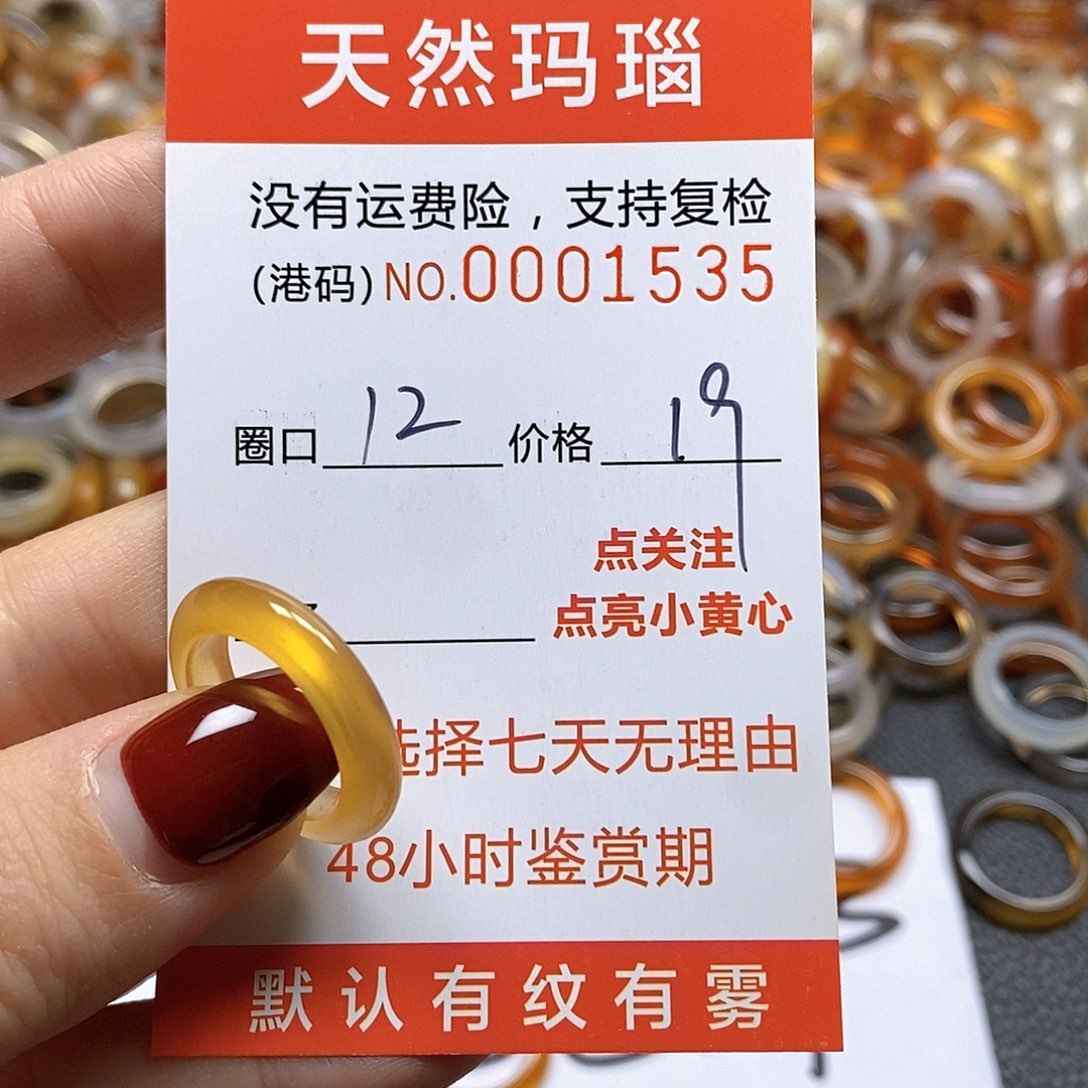 天然玛瑙
没有运费险，支持复检
(港码) NO.0001535
圈口 12 价格 19
点关注
点亮小黄心
选择七天无理由
48小时鉴赏期
默认有纹有雾